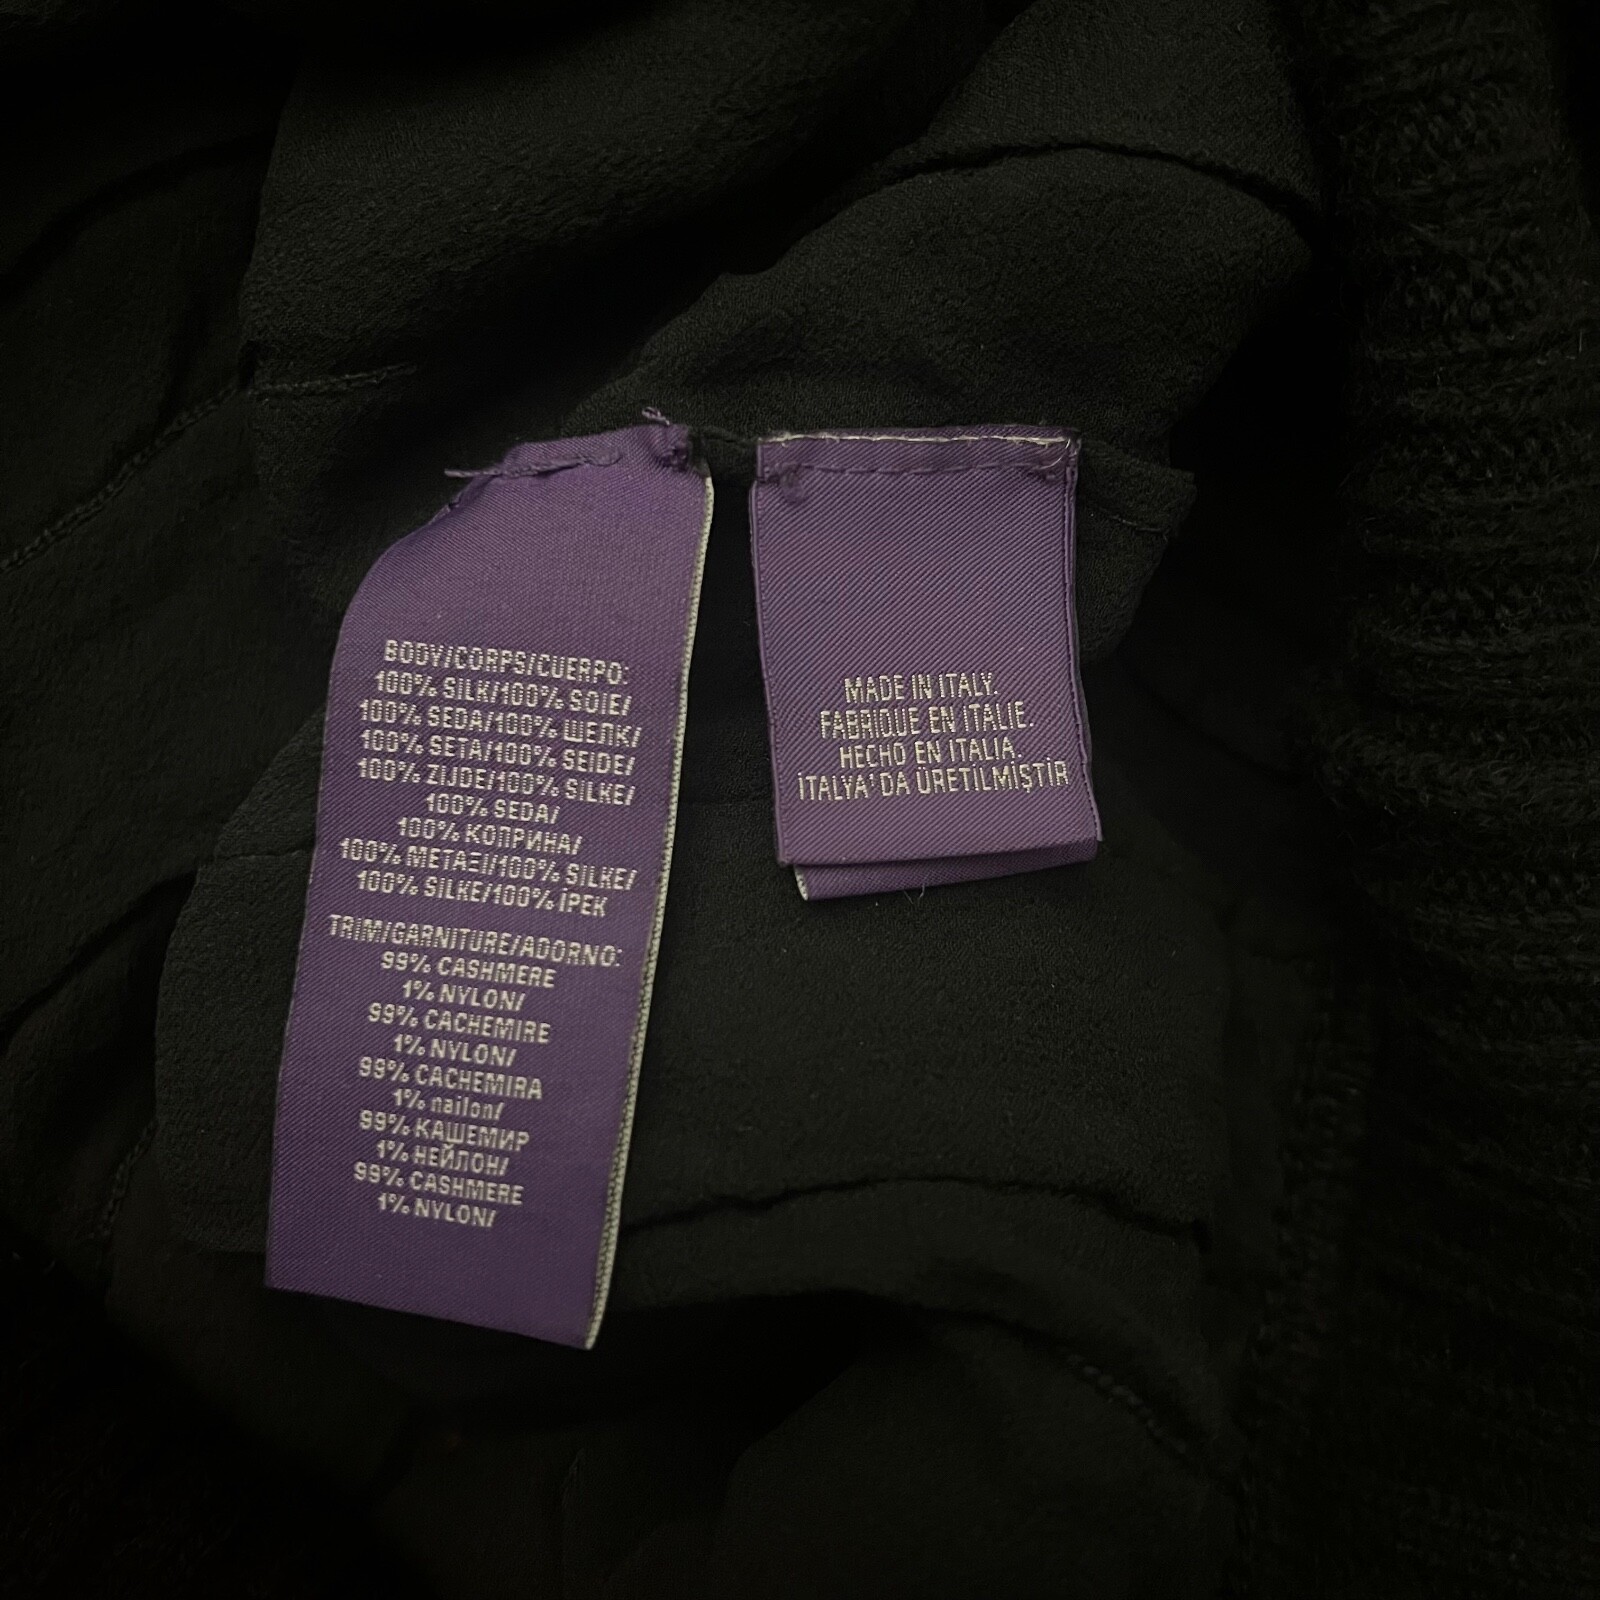 BODY/CORPS/CUERPO:
100% SILK/100% SOIE/
100% SEDA/100% ШЕЛК/
100% SETA/100% SEIDE/
100% ZIJDE/100% SILKE/
100% SEDA/
100% КОПРИНА/
100% ΜΕΤΑΞΙ/100% SILKE/
100% SILKE/100% İPEK
TRIM/GARNITURE/ADORNO:
99% CASHMERE
1% NYLON/
99% CACHEMIRE
1% NYLON/
99% CACHEMIRA
1% nailon/
99% КАШЕМИР
1% НЕЙЛОН/
99% CASHMERE
1% NYLON/
MADE IN ITALY.
FABRIQUE EN ITALIE.
HECHO EN ITALIA.
İTALYA'DA ÜRETILMİŞTİR